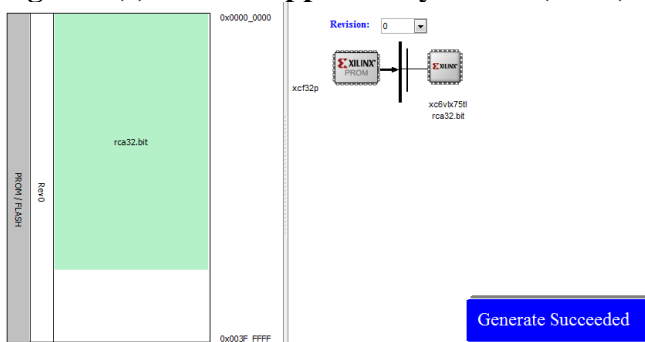 0x0000_0000
Revision: 0
XILINX
PROM
XILINX
xcf32p
xc6vlx75tl
rca32.bit
rca32.bit
PROM / FLASH
Rev0
Generate Succeeded
0x003F_FFFF